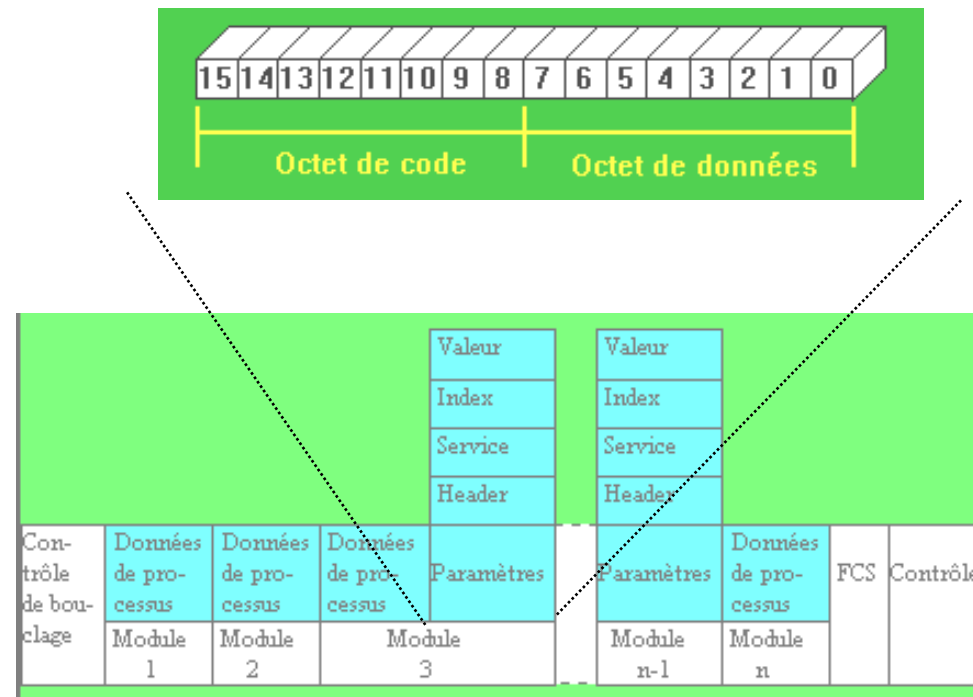 15 14 13 12 11 10 9 8 7 6 5 4 3 2 1 0
Octet de code Octet de données
Valeur Valeur
Index Index
Service Service
Header Header
Con-
trôle
de bou-
clage
Données
de pro-
cessus
Module
1
Données
de pro-
cessus
Module
2
Données
de pro-
cessus
Paramètres
Module
3
Paramètres
Module
n-1
Données
de pro-
cessus
Module
n
FCS
Contrôle